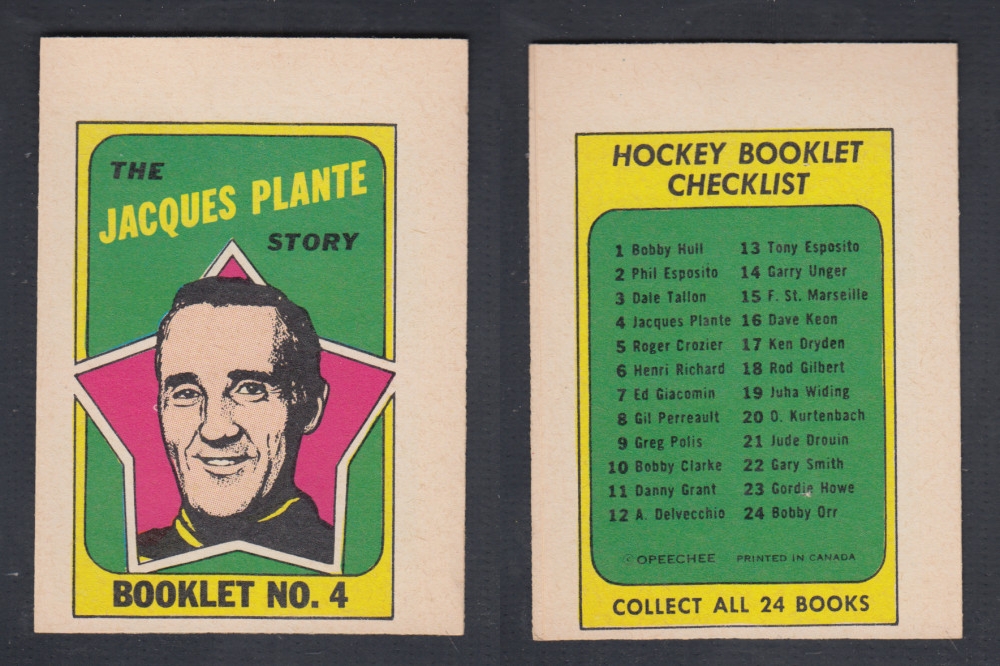 THE
JACQUES PLANTE
STORY
BOOKLET NO. 4
HOCKEY BOOKLET
CHECKLIST
1 Bobby Hull
2 Phil Esposito
3 Dale Tallon
4 Jacques Plante
5 Roger Crozier
6 Henri Richard
7 Ed Giacomin
8 Gil Perreault
9 Greg Polis
10 Bobby Clarke
11 Danny Grant
12 A. Delvecchio
13 Tony Esposito
14 Garry Unger
15 F. St. Marseille
16 Dave Keon
17 Ken Dryden
18 Rod Gilbert
19 Juha Widing
20 O. Kurtenbach
21 Jude Drouin
22 Gary Smith
23 Gordie Howe
24 Bobby Orr
© OPEECHEE PRINTED IN CANADA
COLLECT ALL 24 BOOKS